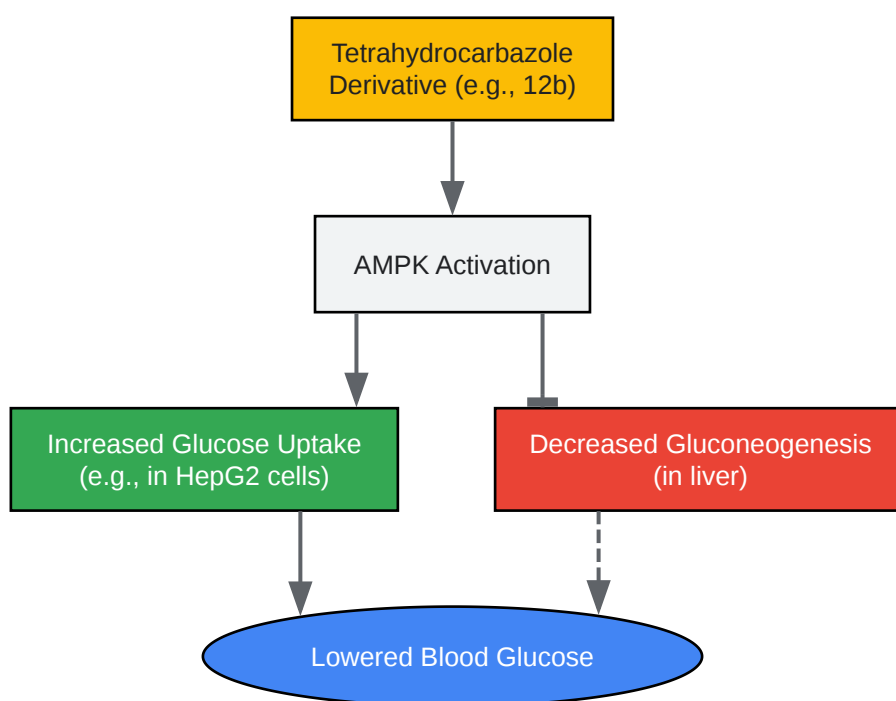 Tetrahydrocarbazole
Derivative (e.g., 12b)
AMPK Activation
Increased Glucose Uptake
(e.g., in HepG2 cells)
Decreased Gluconeogenesis
(in liver)
Lowered Blood Glucose